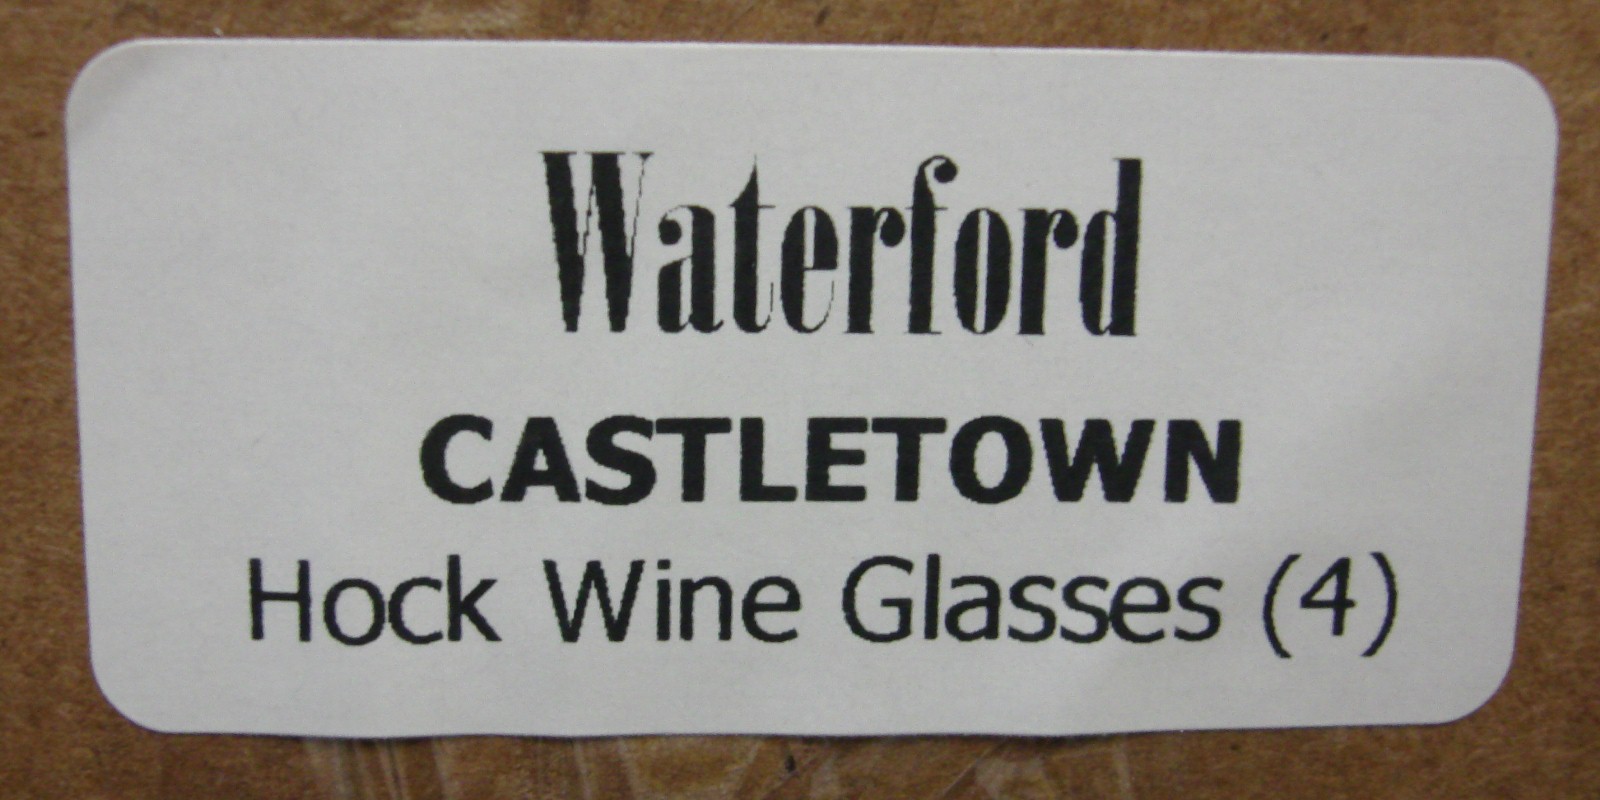 Waterford
CASTLETOWN
Hock Wine Glasses (4)